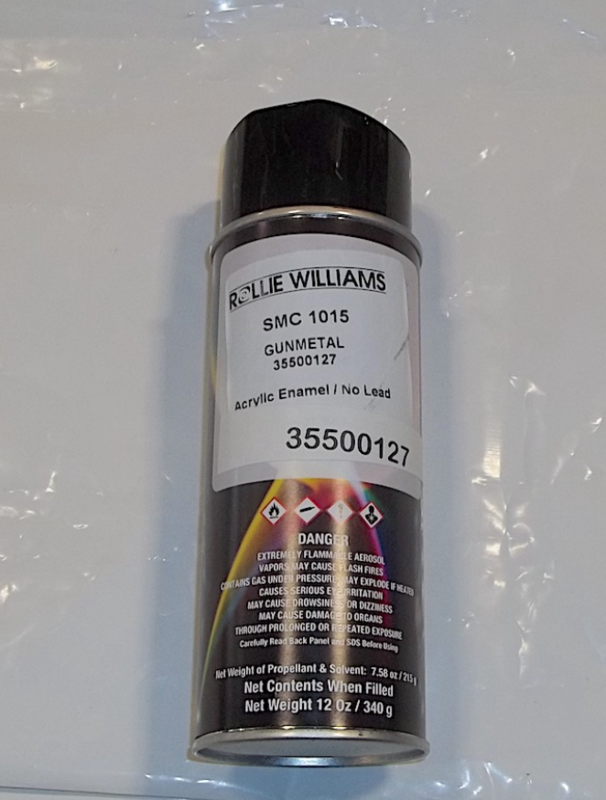 ROLLIE WILLIAMS
SMC 1015
GUNMETAL
35500127
Acrylic Enamel / No Lead
35500127
DANGER
EXTREMELY FLAMMABLE AEROSOL
VAPORS MAY CAUSE FLASH FIRES
CONTAINS GAS UNDER PRESSURE; MAY EXPLODE IF HEATED
CAUSES SERIOUS EYE IRRITATION
MAY CAUSE DROWSINESS OR DIZZINESS
MAY CAUSE DAMAGE TO ORGANS
THROUGH PROLONGED OR REPEATED EXPOSURE
Carefully Read Back Panel and SDS Before Using
Net Weight of Propellant & Solvent: 7.58 oz / 215 g
Net Contents When Filled
Net Weight 12 Oz / 340 g